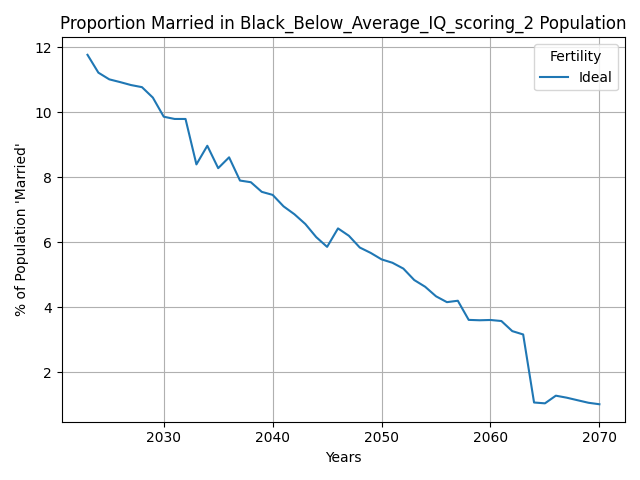 Proportion Married in Black_Below_Average_IQ_scoring_2 Population
Fertility
Ideal
% of Population 'Married'
12
10
8
6
4
2
2030 2040 2050 2060 2070
Years